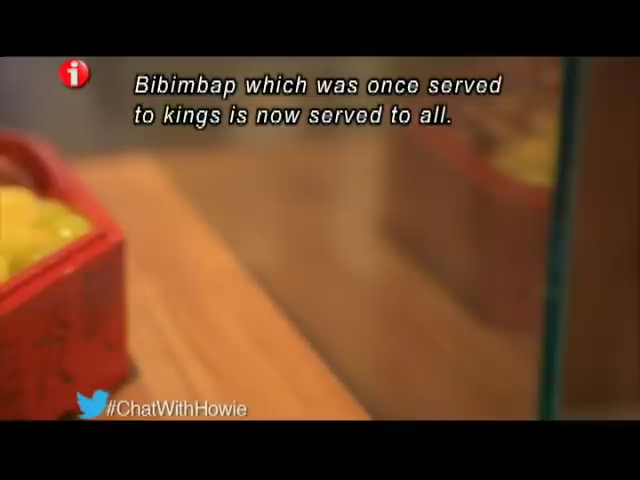 i
Bibimbap which was once served
to kings is now served to all.
#ChatWithHowie